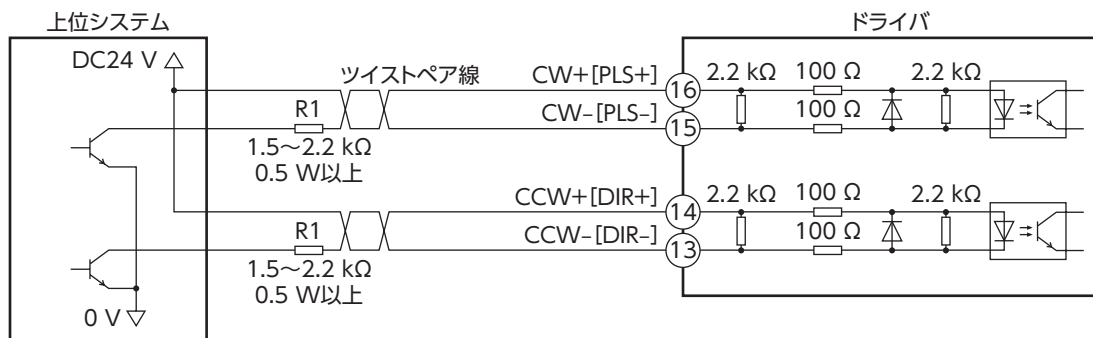 上位システム
ドライバ
DC24 V
ツイストペア線
CW+[PLS+]
16
2.2 kΩ
100 Ω
2.2 kΩ
R1
CW-[PLS-]
15
100 Ω
1.5～2.2 kΩ
0.5 W以上
CCW+[DIR+]
14
2.2 kΩ
100 Ω
2.2 kΩ
R1
CCW-[DIR-]
13
100 Ω
1.5～2.2 kΩ
0.5 W以上
0 V